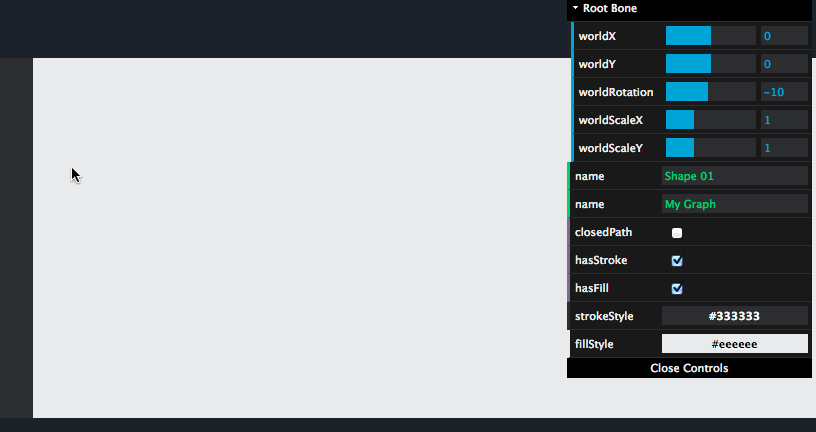 Root Bone
worldX 0
worldY 0
worldRotation -10
worldScaleX 1
worldScaleY 1
name Shape 01
name My Graph
closedPath
hasStroke
hasFill
strokeStyle #333333
fillStyle #eeeeee
Close Controls